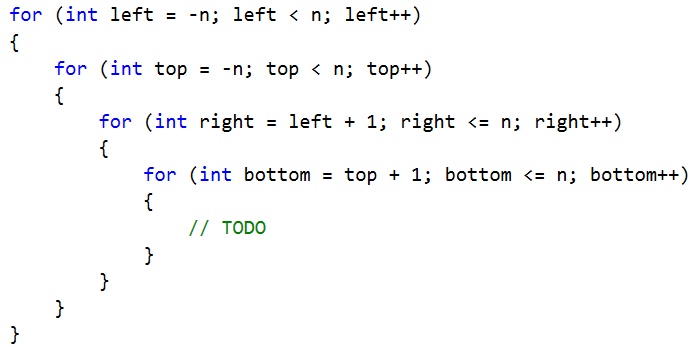 for (int left = -n; left < n; left++)
{
    for (int top = -n; top < n; top++)
    {
        for (int right = left + 1; right <= n; right++)
        {
            for (int bottom = top + 1; bottom <= n; bottom++)
            {
                // TODO
            }
        }
    }
}